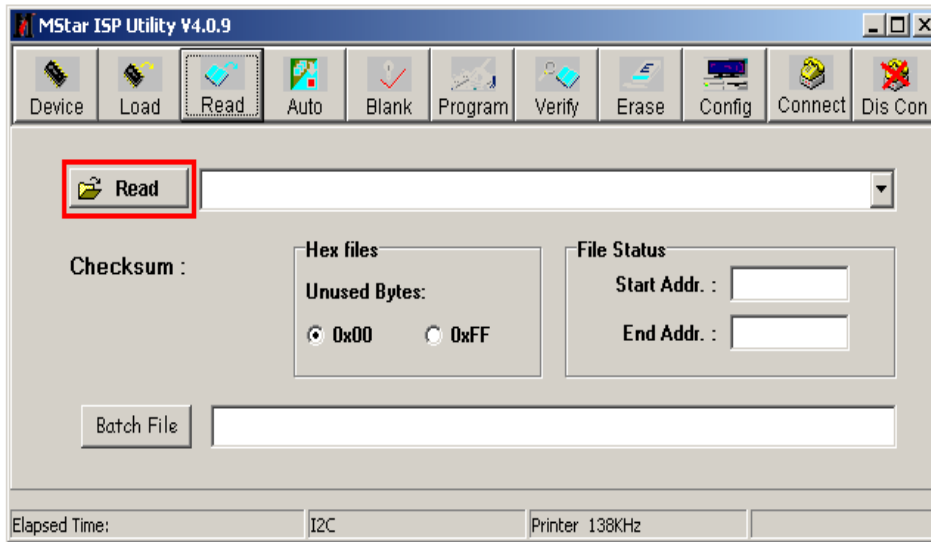 MStar ISP Utility V4.0.9
Device Load Read Auto Blank Program Verify Erase Config Connect Dis Con
Read
Checksum :
Hex files
Unused Bytes:
0x00 0xFF
File Status
Start Addr. :
End Addr. :
Batch File
Elapsed Time: I2C Printer 138KHz